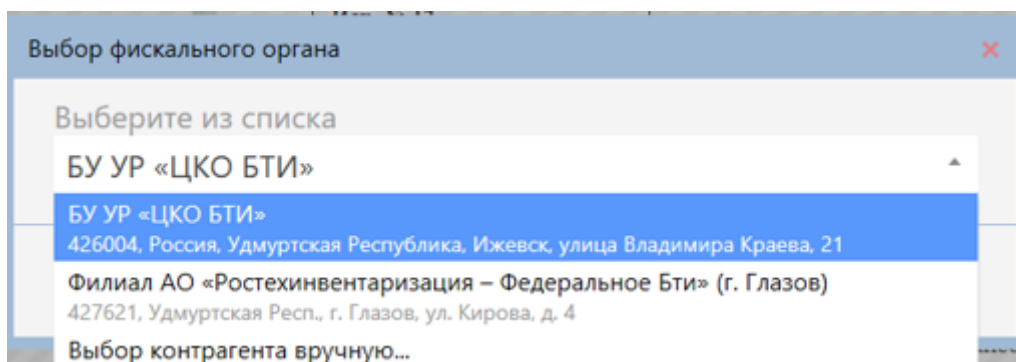 Выбор фискального органа
Выберите из списка
БУ УР «ЦКО БТИ»
БУ УР «ЦКО БТИ»
426004, Россия, Удмуртская Республика, Ижевск, улица Владимира Краева, 21
Филиал АО «Ростехинвентаризация – Федеральное Бти» (г. Глазов)
427621, Удмуртская Респ., г. Глазов, ул. Кирова, д. 4
Выбор контрагента вручную...